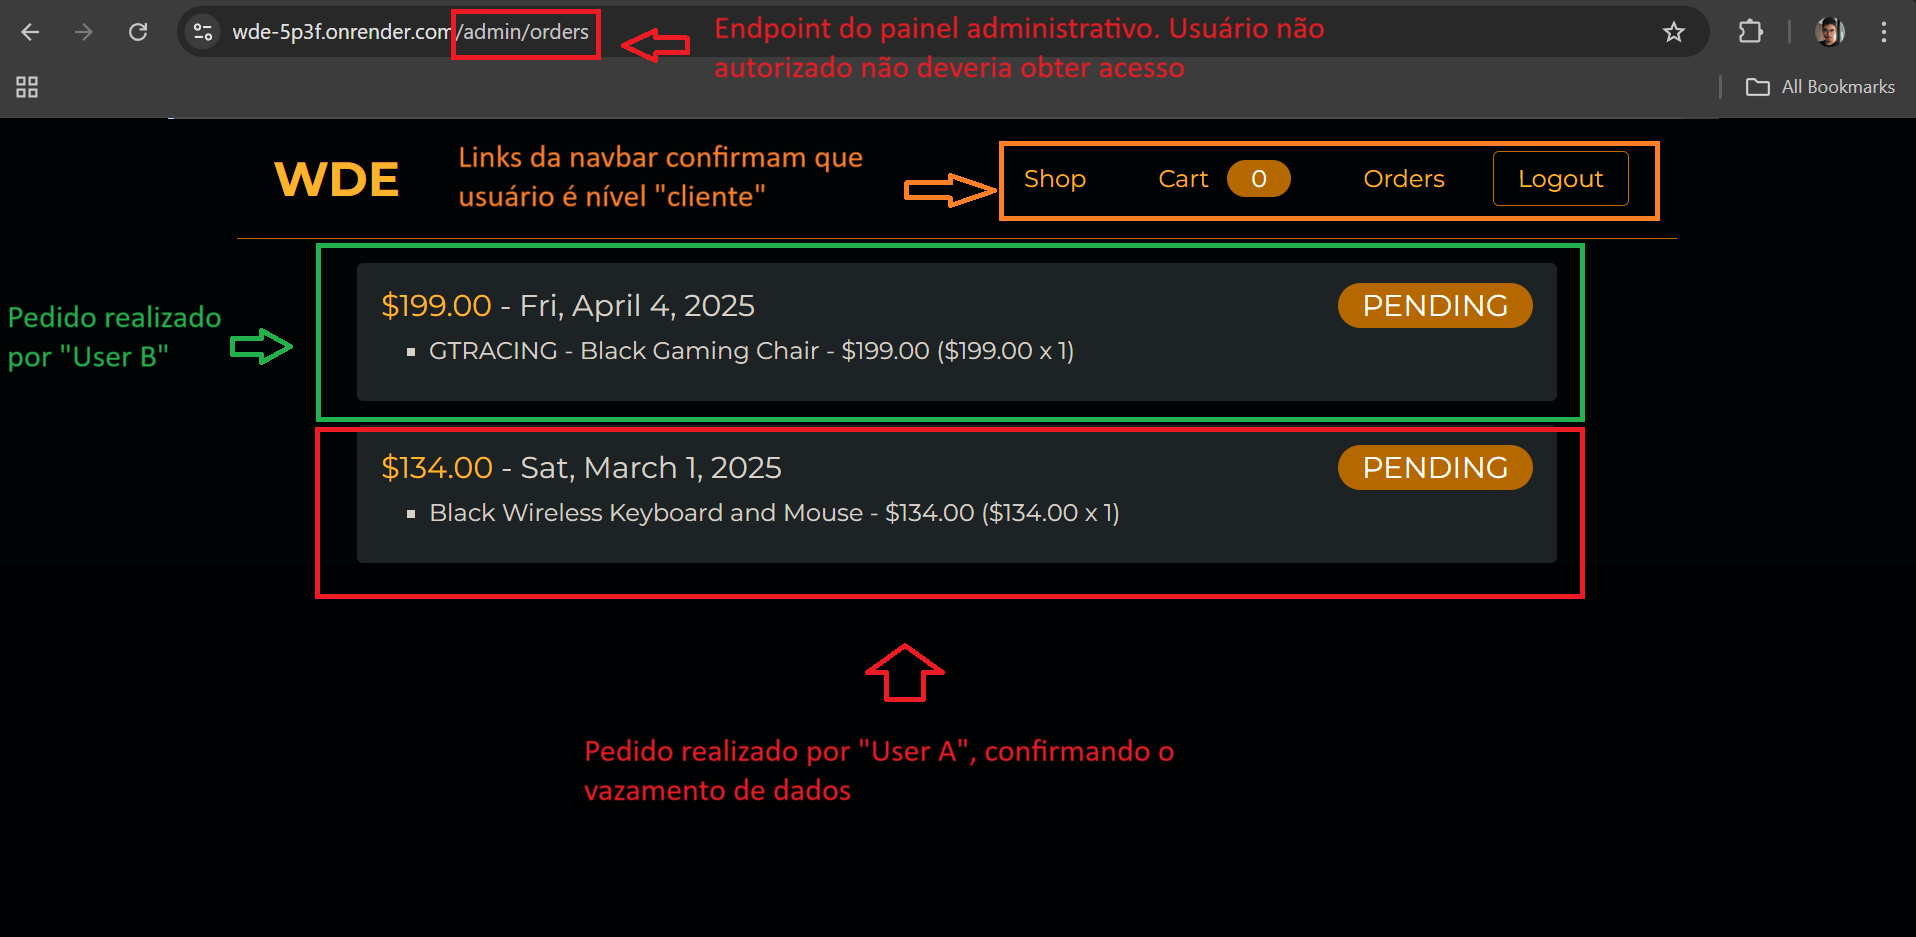 wde-5p3f.onrender.com/admin/orders
Endpoint do painel administrativo. Usuário não
autorizado não deveria obter acesso
All Bookmarks
WDE
Links da navbar confirmam que
usuário é nível "cliente"
Shop Cart 0 Orders Logout
Pedido realizado
por "User B"
$199.00 - Fri, April 4, 2025 PENDING
GTRACING - Black Gaming Chair - $199.00 ($199.00 x 1)
$134.00 - Sat, March 1, 2025 PENDING
Black Wireless Keyboard and Mouse - $134.00 ($134.00 x 1)
Pedido realizado por "User A", confirmando o
vazamento de dados